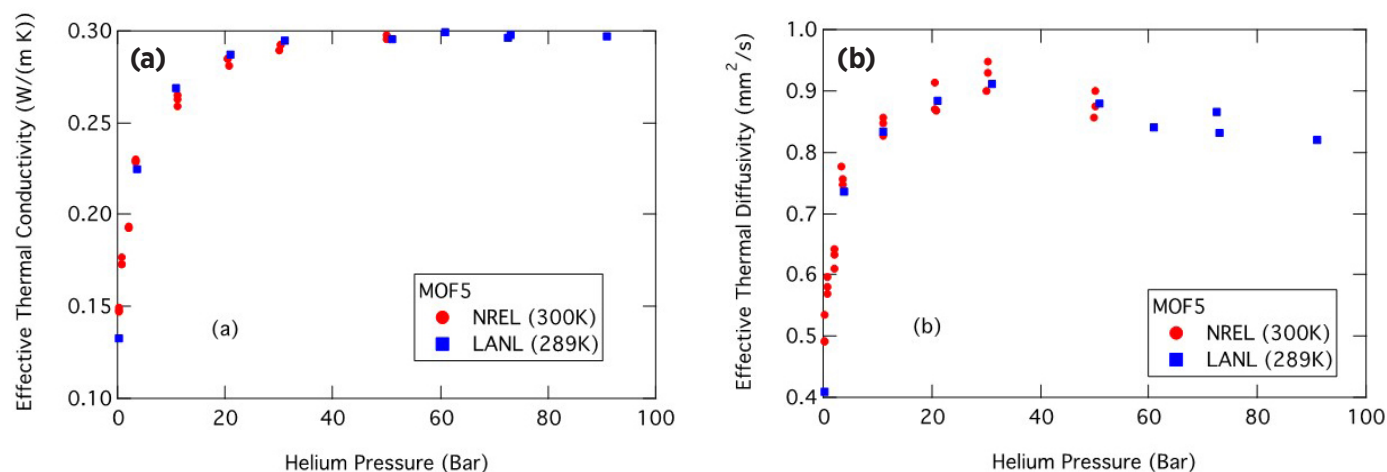 (a)
Effective Thermal Conductivity (W/(m K))
0.30
0.25
0.20
0.15
0.10
MOF5
NREL (300K)
LANL (289K)
(a)
0 20 40 60 80 100
Helium Pressure (Bar)
(b)
Effective Thermal Diffusivity (mm²/s)
1.0
0.9
0.8
0.7
0.6
0.5
0.4
MOF5
NREL (300K)
LANL (289K)
(b)
0 20 40 60 80 100
Helium Pressure (Bar)